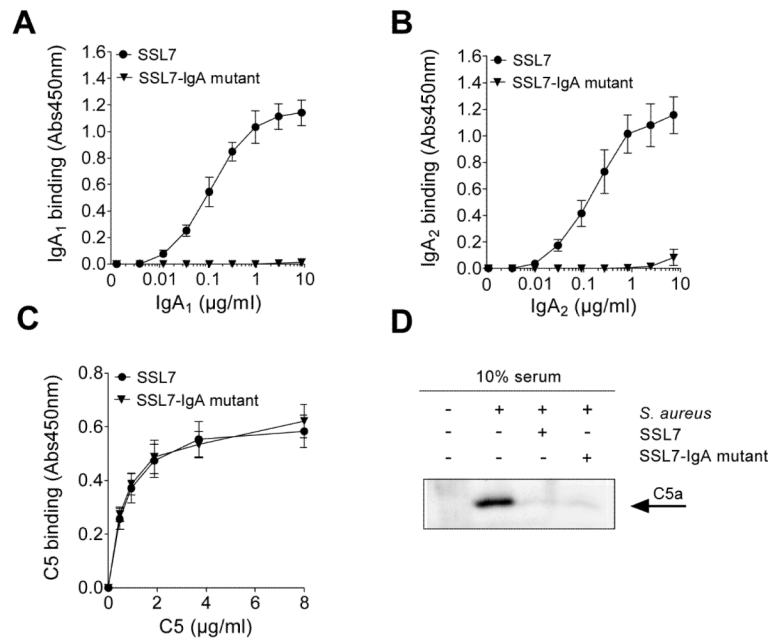 A
SSL7
SSL7-IgA mutant
1.6
1.4
1.2
1.0
0.8
0.6
0.4
0.2
0.0
IgA1 binding (Abs450nm)
0 0.01 0.1 1 10
IgA1 (µg/ml)
B
SSL7
SSL7-IgA mutant
1.6
1.4
1.2
1.0
0.8
0.6
0.4
0.2
0.0
IgA2 binding (Abs450nm)
0 0.01 0.1 1 10
IgA2 (µg/ml)
C
SSL7
SSL7-IgA mutant
0.8
0.6
0.4
0.2
0.0
C5 binding (Abs450nm)
0 2 4 6 8
C5 (µg/ml)
D
10% serum
- + + + S. aureus
- - + - SSL7
- - - + SSL7-IgA mutant
C5a